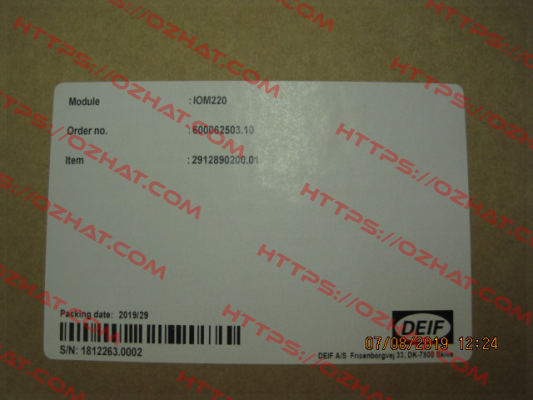 Module : IOM220
Order no. : 600062503.10
Item : 2912890200.01
Packing date: 2019/29
S/N: 1812263.0002
DEIF
DEIF A/S Frisenborgvej 33, DK-7800 Skive
07/08/2019 12:24
HTTPS://OZHAT.COM
HTTPS://OZHAT.COM
HTTPS://OZHAT.COM
HTTPS://OZHAT.COM
HTTPS://OZHAT.COM
HTTPS://OZHAT.COM